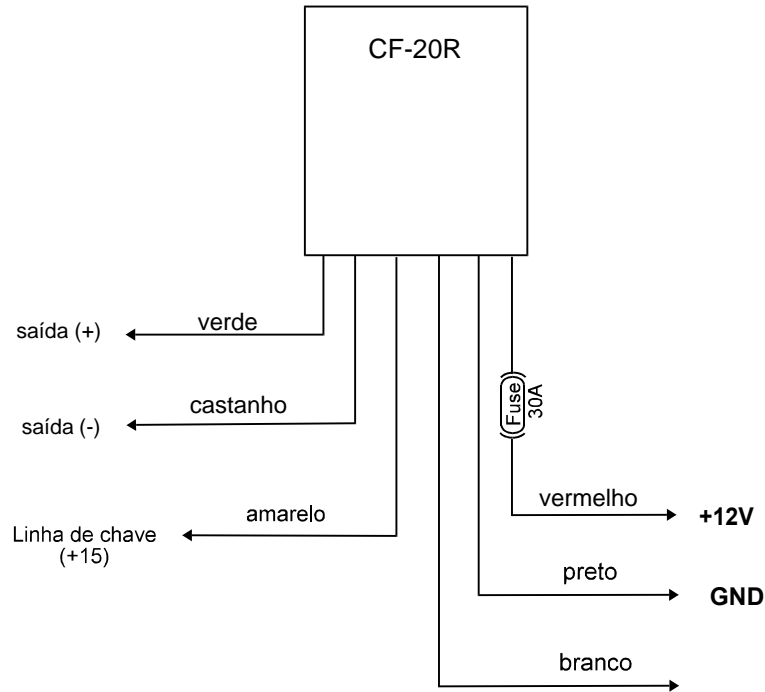 CF-20R
saída (+)
verde
saída (-)
castanho
Linha de chave
(+15)
amarelo
Fuse
30A
vermelho
+12V
preto
GND
branco